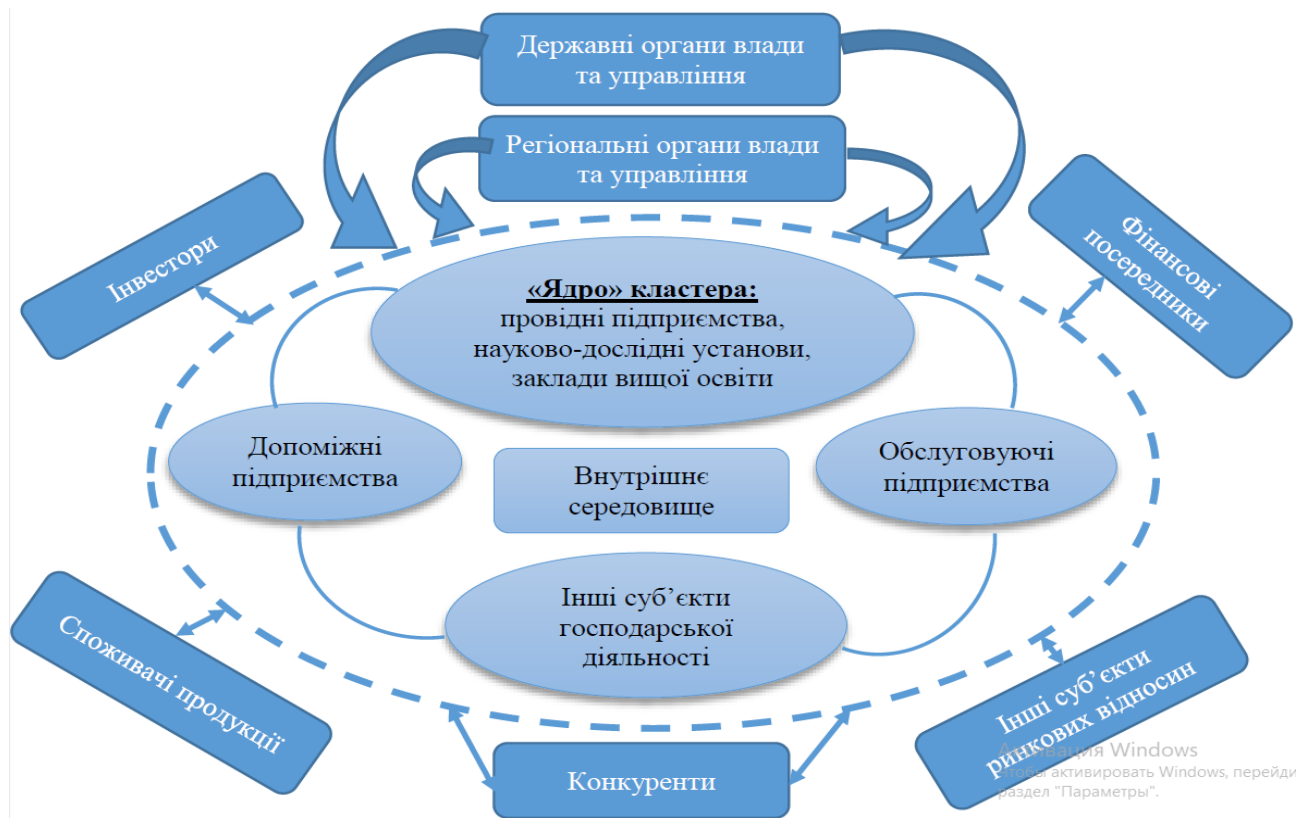 Державні органи влади
та управління
Регіональні органи влади
та управління
Інвестори
Фінансові
посередники
«Ядро» кластера:
провідні підприємства,
науково-дослідні установи,
заклади вищої освіти
Допоміжні
підприємства
Внутрішнє
середовище
Обслуговуючі
підприємства
Інші суб’єкти
господарської
діяльності
Споживачі продукції
Конкуренти
Інші суб’єкти
ринкових відносин
Активация Windows
Чтобы активировать Windows, перейди
раздел "Параметры".